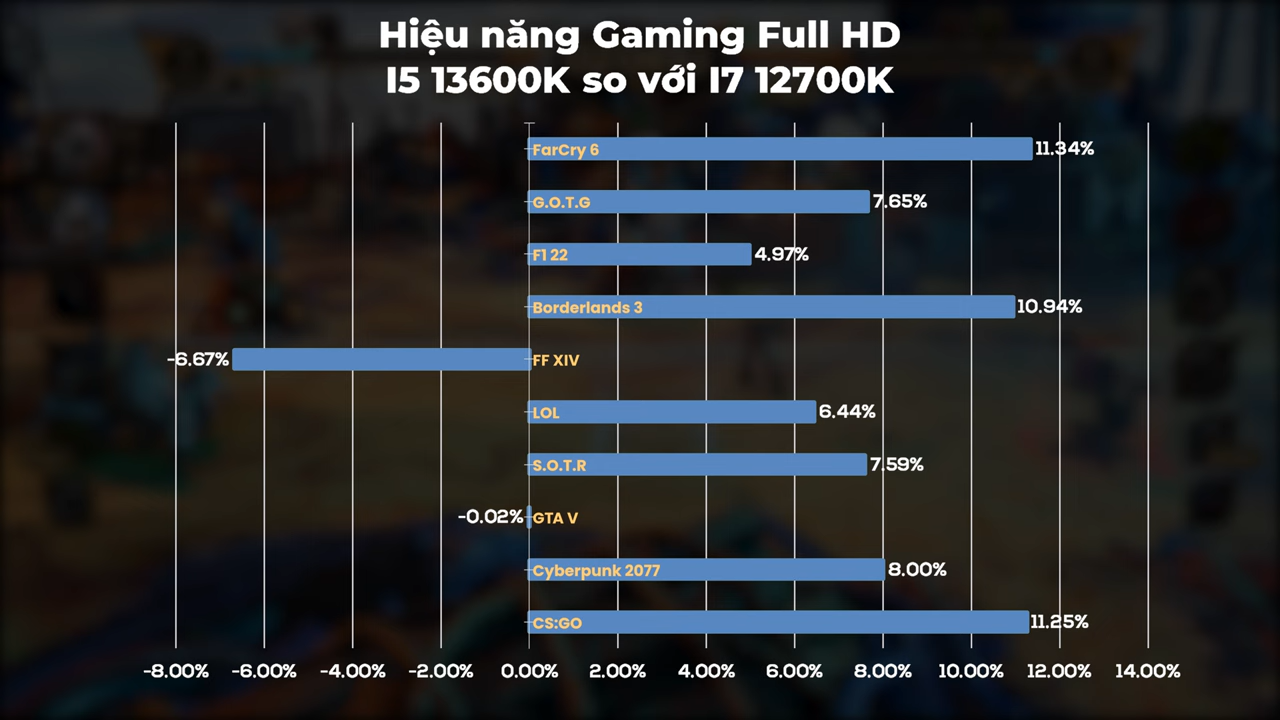 Hiệu năng Gaming Full HD
I5 13600K so với I7 12700K
FarCry 6 11.34%
G.O.T.G 7.65%
F1 22 4.97%
Borderlands 3 10.94%
-6.67% FF XIV
LOL 6.44%
S.O.T.R 7.59%
-0.02% GTA V
Cyberpunk 2077 8.00%
CS:GO 11.25%
-8.00% -6.00% -4.00% -2.00% 0.00% 2.00% 4.00% 6.00% 8.00% 10.00% 12.00% 14.00%